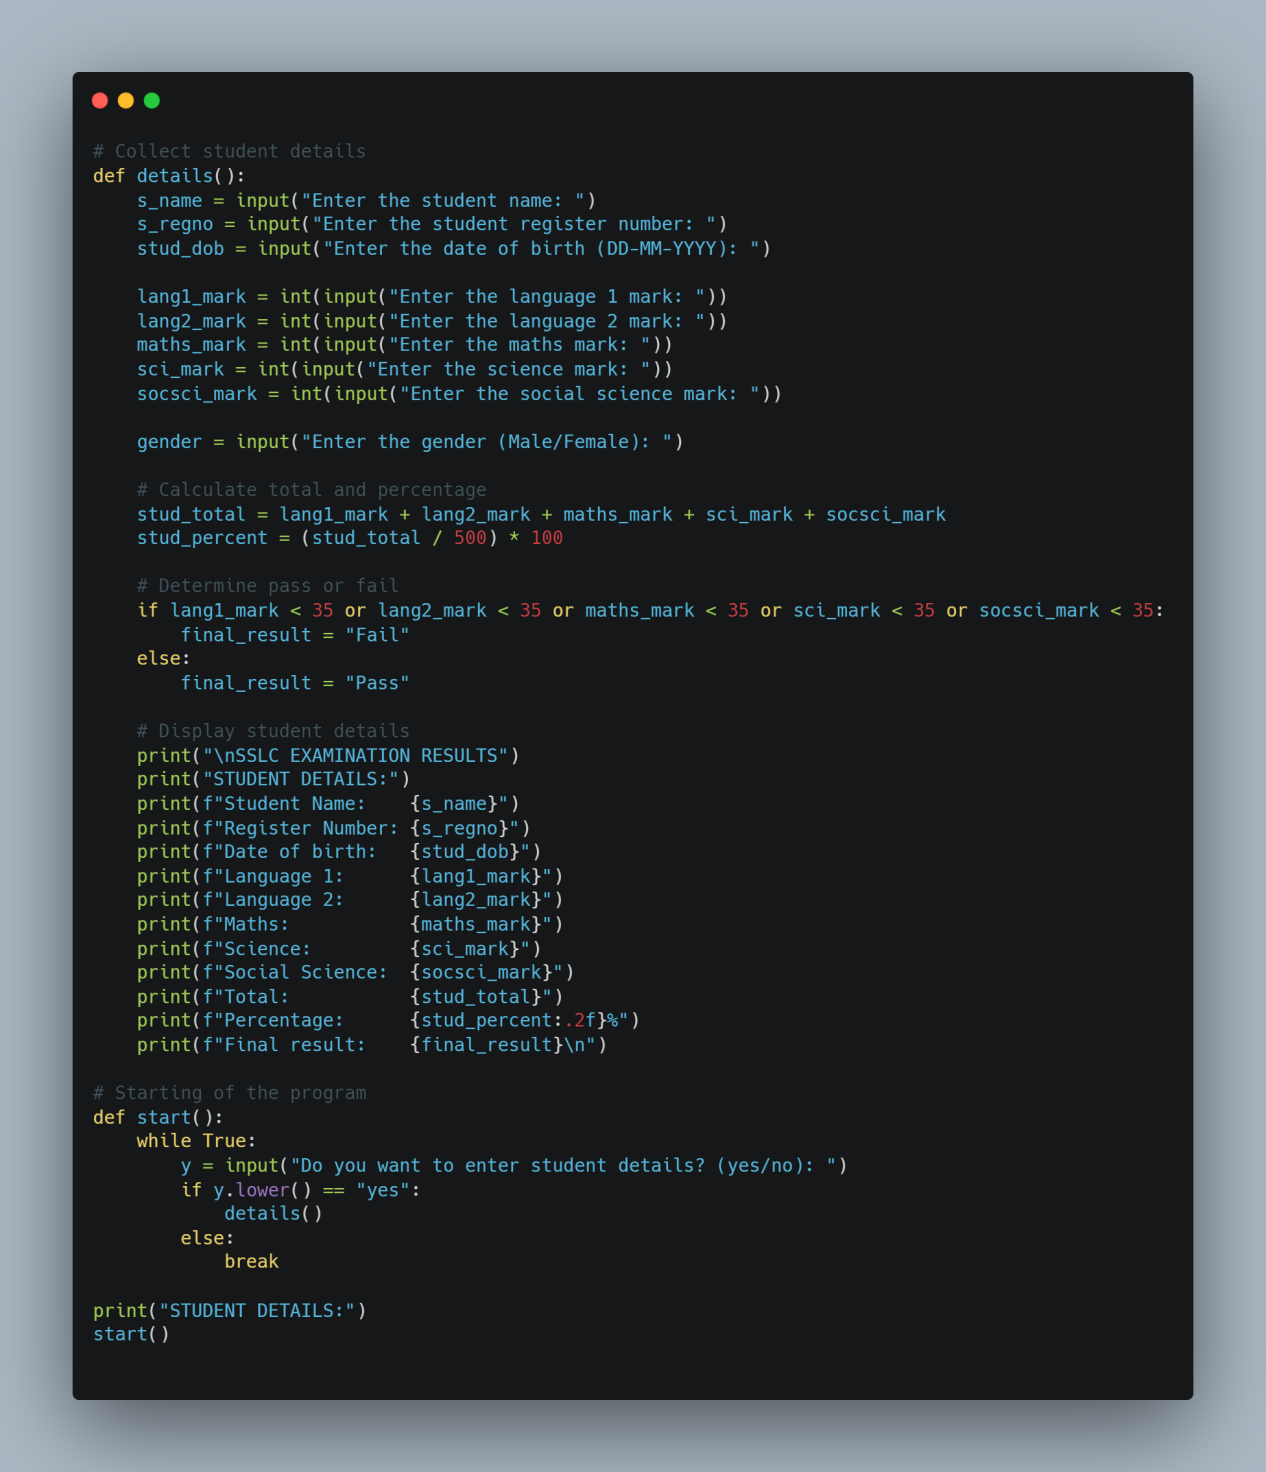 # Collect student details
def details():
    s_name = input("Enter the student name: ")
    s_regno = input("Enter the student register number: ")
    stud_dob = input("Enter the date of birth (DD-MM-YYYY): ")

    lang1_mark = int(input("Enter the language 1 mark: "))
    lang2_mark = int(input("Enter the language 2 mark: "))
    maths_mark = int(input("Enter the maths mark: "))
    sci_mark = int(input("Enter the science mark: "))
    socsci_mark = int(input("Enter the social science mark: "))

    gender = input("Enter the gender (Male/Female): ")

    # Calculate total and percentage
    stud_total = lang1_mark + lang2_mark + maths_mark + sci_mark + socsci_mark
    stud_percent = (stud_total / 500) * 100

    # Determine pass or fail
    if lang1_mark < 35 or lang2_mark < 35 or maths_mark < 35 or sci_mark < 35 or socsci_mark < 35:
        final_result = "Fail"
    else:
        final_result = "Pass"

    # Display student details
    print("\nSSLC EXAMINATION RESULTS")
    print("STUDENT DETAILS:")
    print(f"Student Name:    {s_name}")
    print(f"Register Number: {s_regno}")
    print(f"Date of birth:   {stud_dob}")
    print(f"Language 1:      {lang1_mark}")
    print(f"Language 2:      {lang2_mark}")
    print(f"Maths:           {maths_mark}")
    print(f"Science:         {sci_mark}")
    print(f"Social Science:  {socsci_mark}")
    print(f"Total:           {stud_total}")
    print(f"Percentage:      {stud_percent:.2f}%")
    print(f"Final result:    {final_result}\n")

# Starting of the program
def start():
    while True:
        y = input("Do you want to enter student details? (yes/no): ")
        if y.lower() == "yes":
            details()
        else:
            break

print("STUDENT DETAILS:")
start()